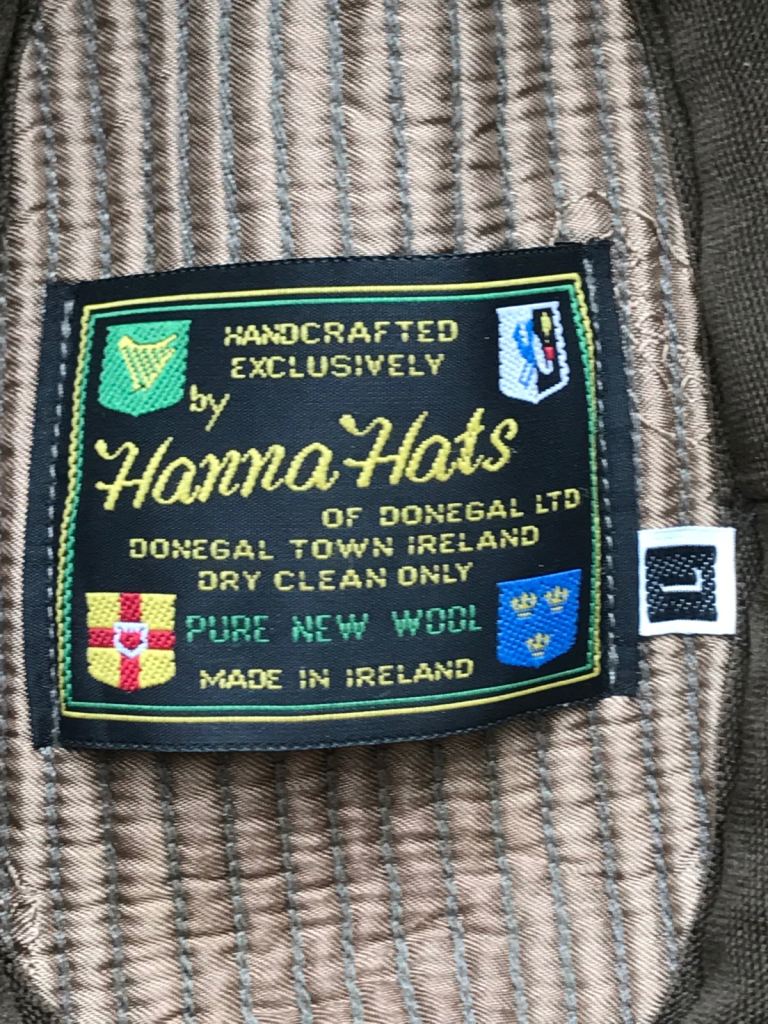 HANDCRAFTED
EXCLUSIVELY
by
Hanna Hats
OF DONEGAL LTD
DONEGAL TOWN IRELAND
DRY CLEAN ONLY
PURE NEW WOOL
MADE IN IRELAND
L